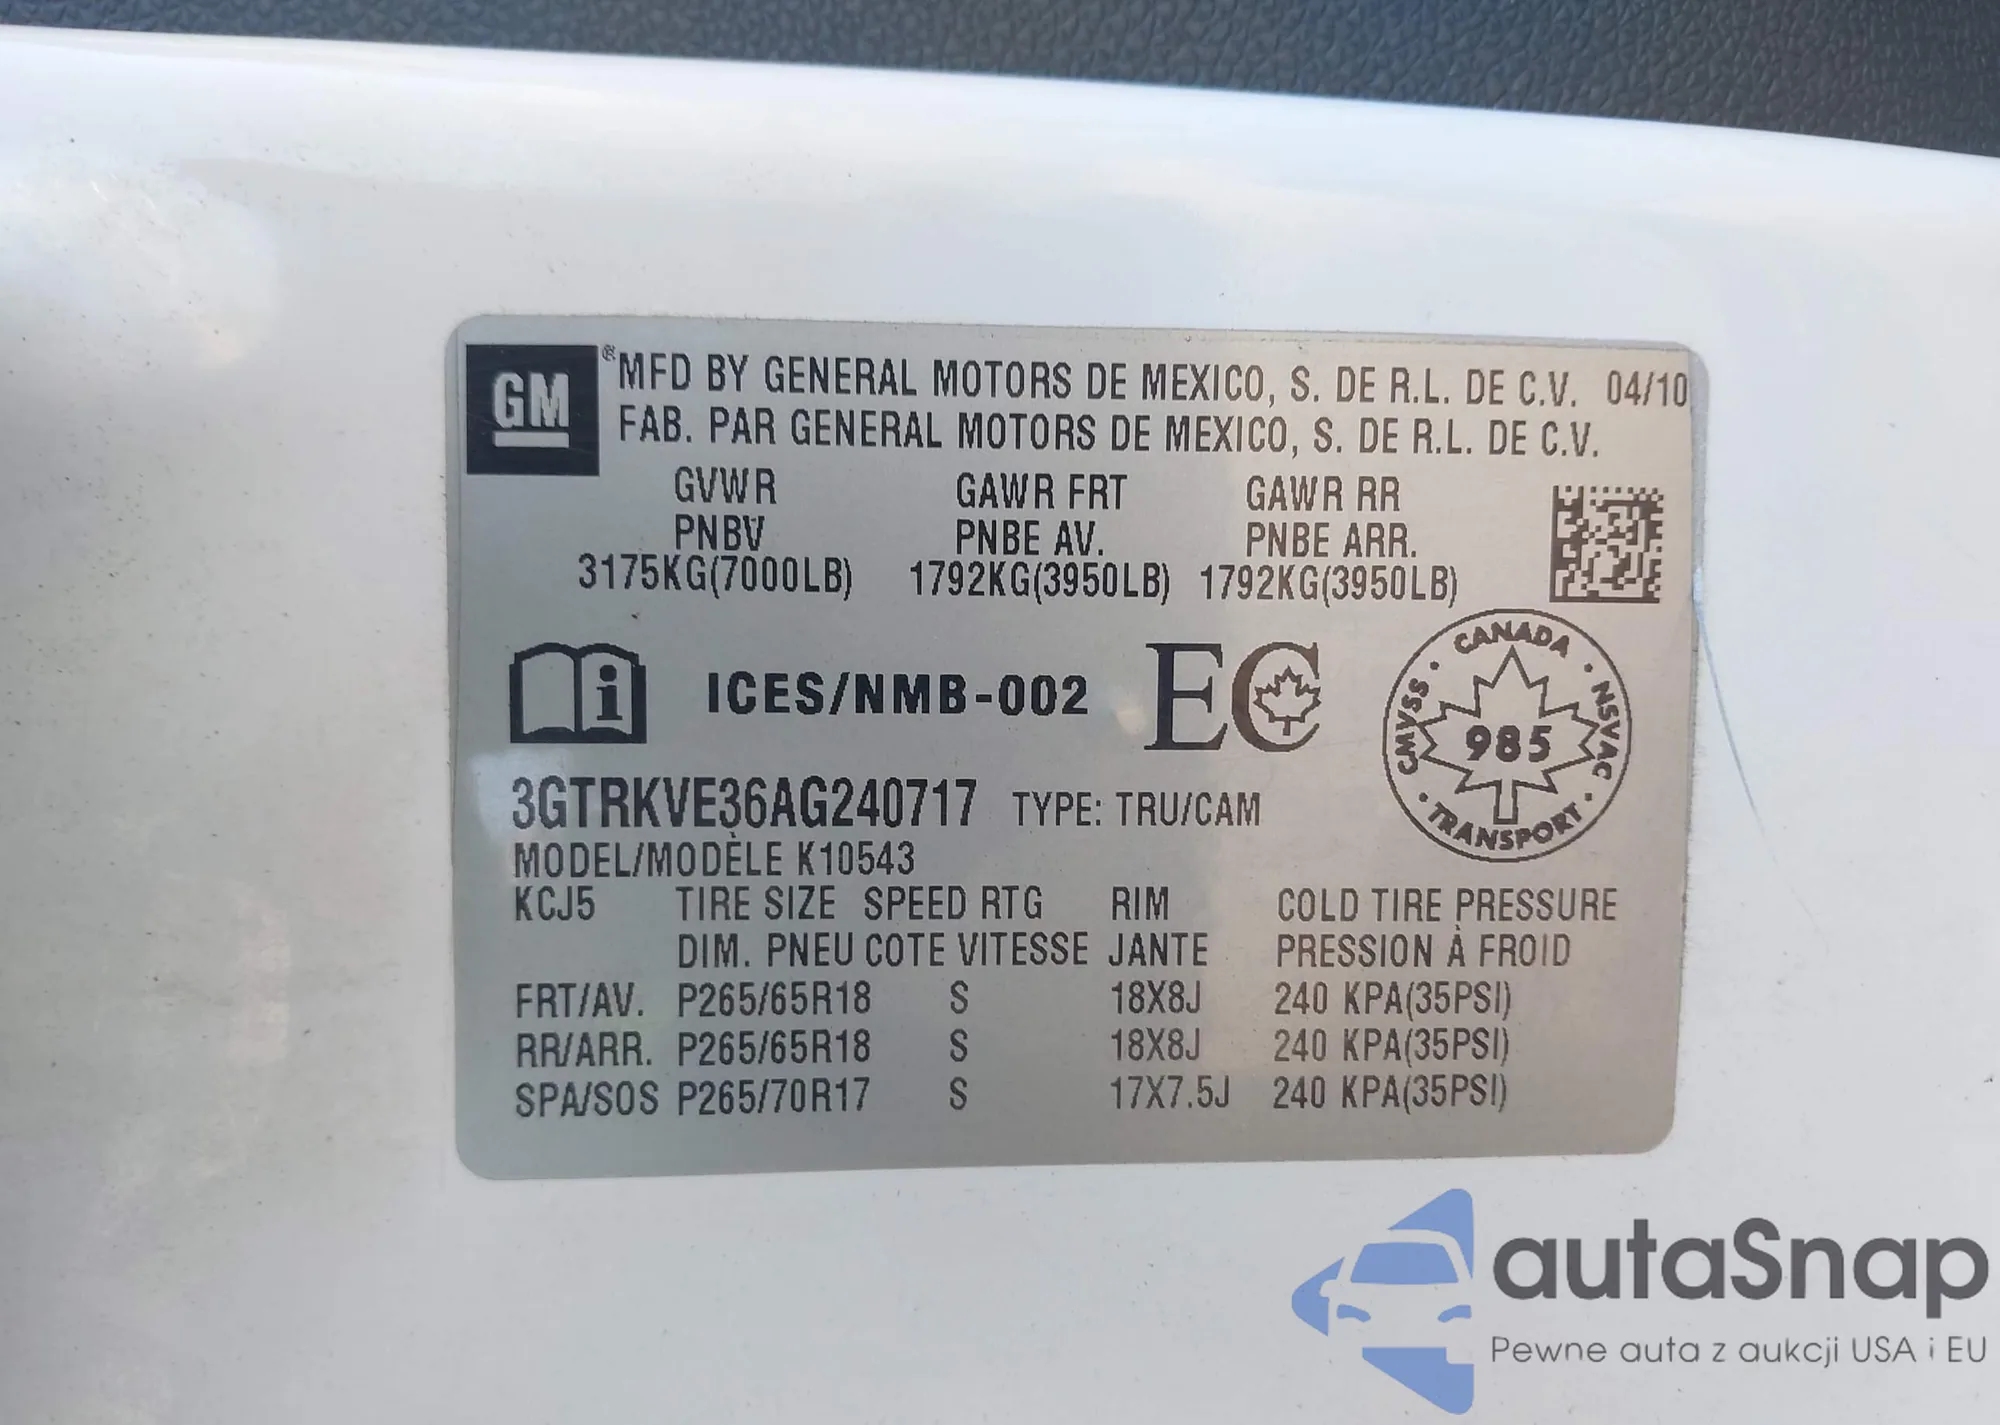 GM
®MFD BY GENERAL MOTORS DE MEXICO, S. DE R.L. DE C.V. 04/10
FAB. PAR GENERAL MOTORS DE MEXICO, S. DE R.L. DE C.V.
GVWR GAWR FRT GAWR RR
PNBV PNBE AV. PNBE ARR.
3175KG(7000LB) 1792KG(3950LB) 1792KG(3950LB)
i ICES/NMB-002 EC
CANADA
CMVSS · NSVAC
985
TRANSPORT
3GTRKVE36AG240717 TYPE: TRU/CAM
MODEL/MODÈLE K10543
KCJ5 TIRE SIZE SPEED RTG RIM COLD TIRE PRESSURE
DIM. PNEU COTE VITESSE JANTE PRESSION À FROID
FRT/AV. P265/65R18 S 18X8J 240 KPA(35PSI)
RR/ARR. P265/65R18 S 18X8J 240 KPA(35PSI)
SPA/SOS P265/70R17 S 17X7.5J 240 KPA(35PSI)
autaSnap
Pewne auta z aukcji USA i EU